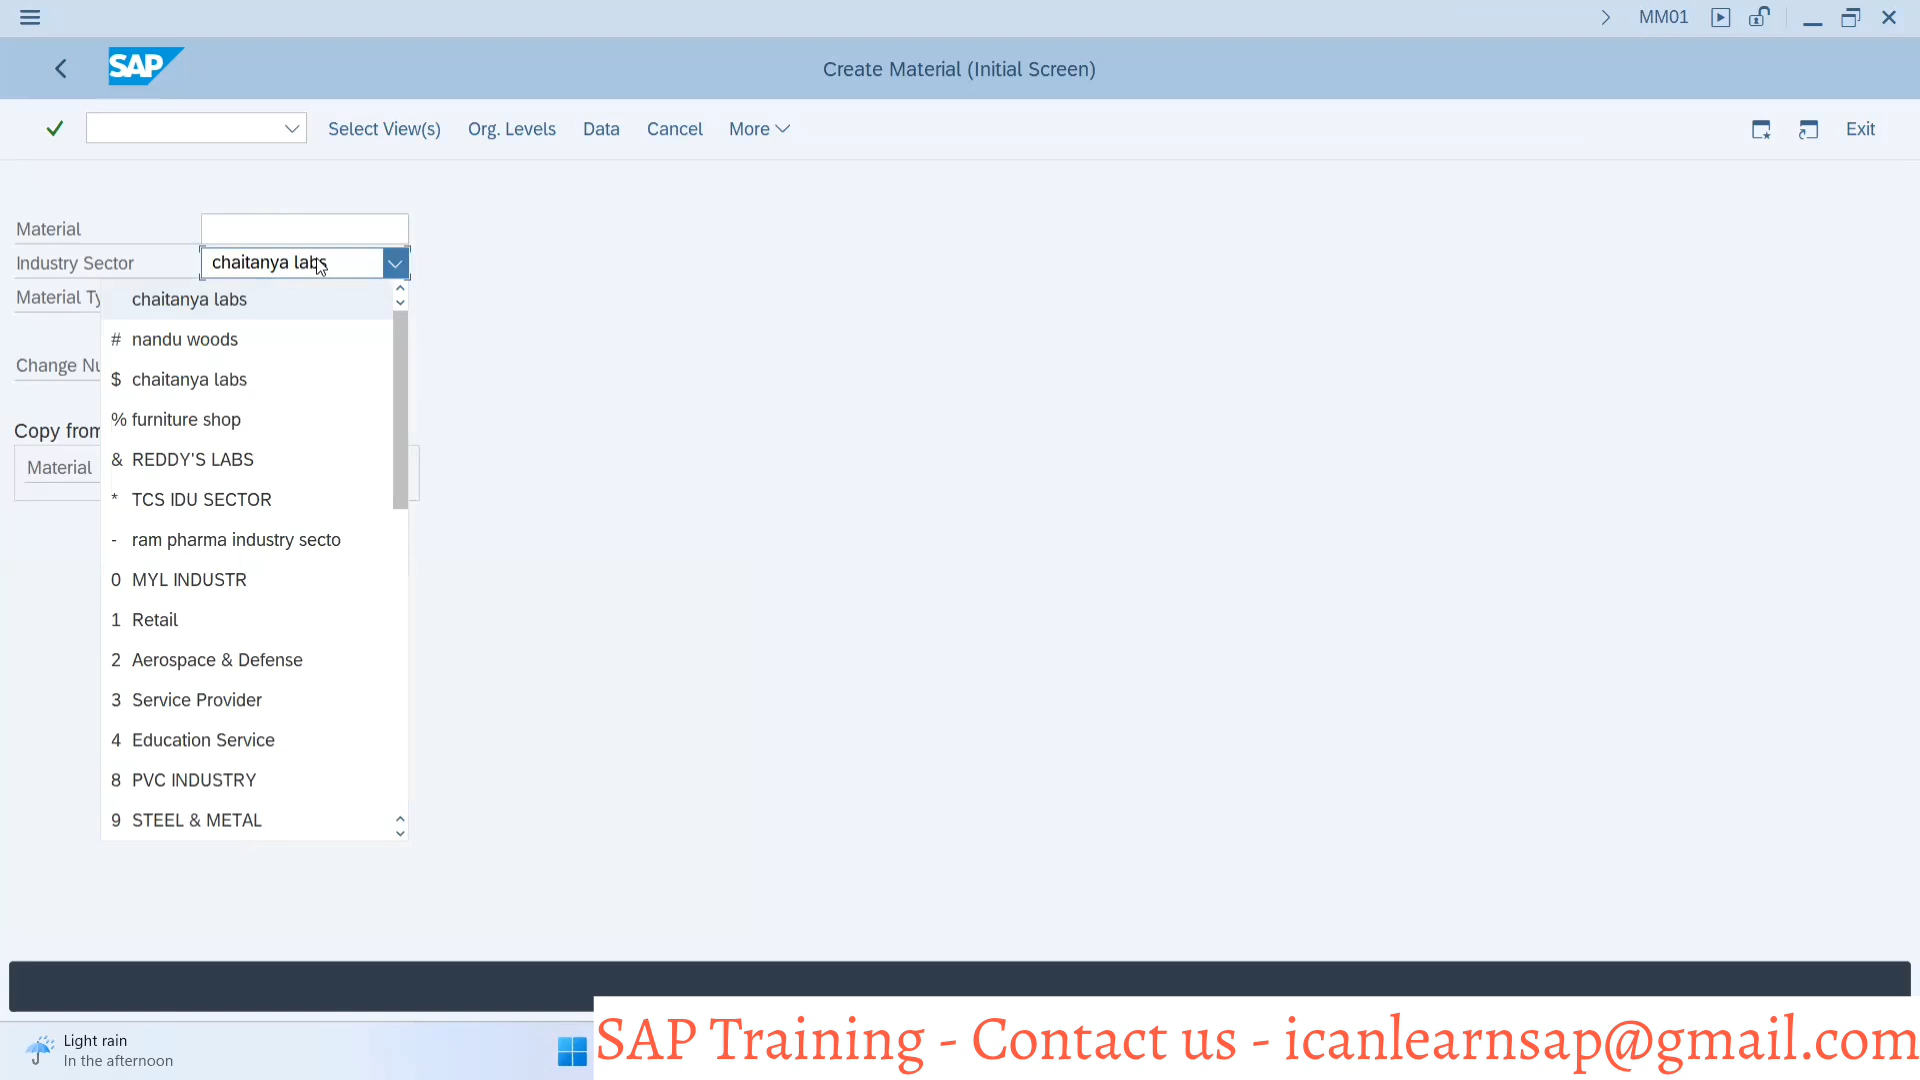 MM01
SAP
Create Material (Initial Screen)
Select View(s) Org. Levels Data Cancel More Exit
Material
Industry Sector chaitanya labs
Material Ty
chaitanya labs
# nandu woods
Change Nu
$ chaitanya labs
% furniture shop
Copy from
& REDDY'S LABS
Material
* TCS IDU SECTOR
- ram pharma industry secto
0 MYL INDUSTR
1 Retail
2 Aerospace & Defense
3 Service Provider
4 Education Service
8 PVC INDUSTRY
9 STEEL & METAL
Light rain
In the afternoon
SAP Training - Contact us - icanlearnsap@gmail.com